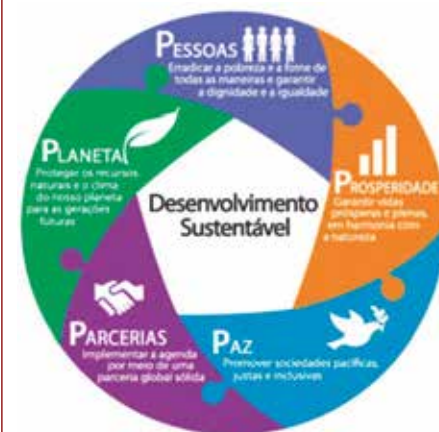 PESSOAS
Erradicar a pobreza e a fome de
todas as maneiras e garantir
a dignidade e a igualdade
PROSPERIDADE
Garantir vidas
prósperas e plenas,
em harmonia com
a natureza
PAZ
Promover sociedades pacíficas,
justas e inclusivas
PARCERIAS
Implementar a agenda
por meio de uma
parceria global sólida
PLANETA
Proteger os recursos
naturais e o clima
do nosso planeta
para as gerações
futuras
Desenvolvimento
Sustentável